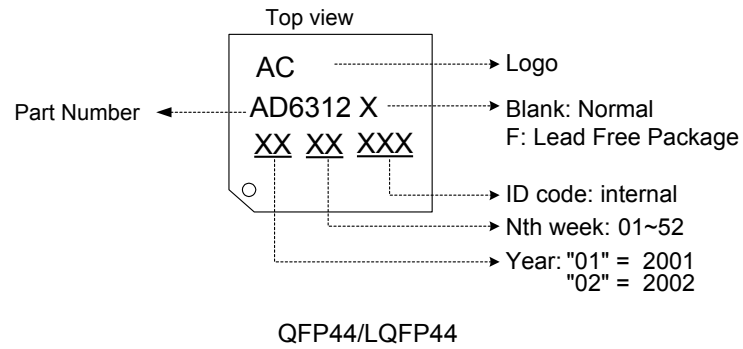 Top view
AC
Logo
Part Number
AD6312 X
Blank: Normal
F: Lead Free Package
XX XX XXX
ID code: internal
Nth week: 01~52
Year: "01" = 2001
"02" = 2002
QFP44/LQFP44